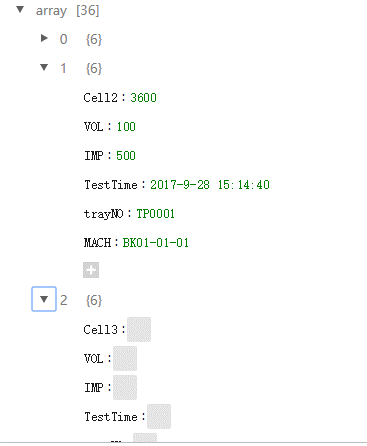 array [36]
0 {6}
1 {6}
Cell2:3600
VOL:100
IMP:500
TestTime:2017-9-28 15:14:40
trayNO:TP0001
MACH:BK01-01-01
2 {6}
Cell3:
VOL:
IMP:
TestTime: